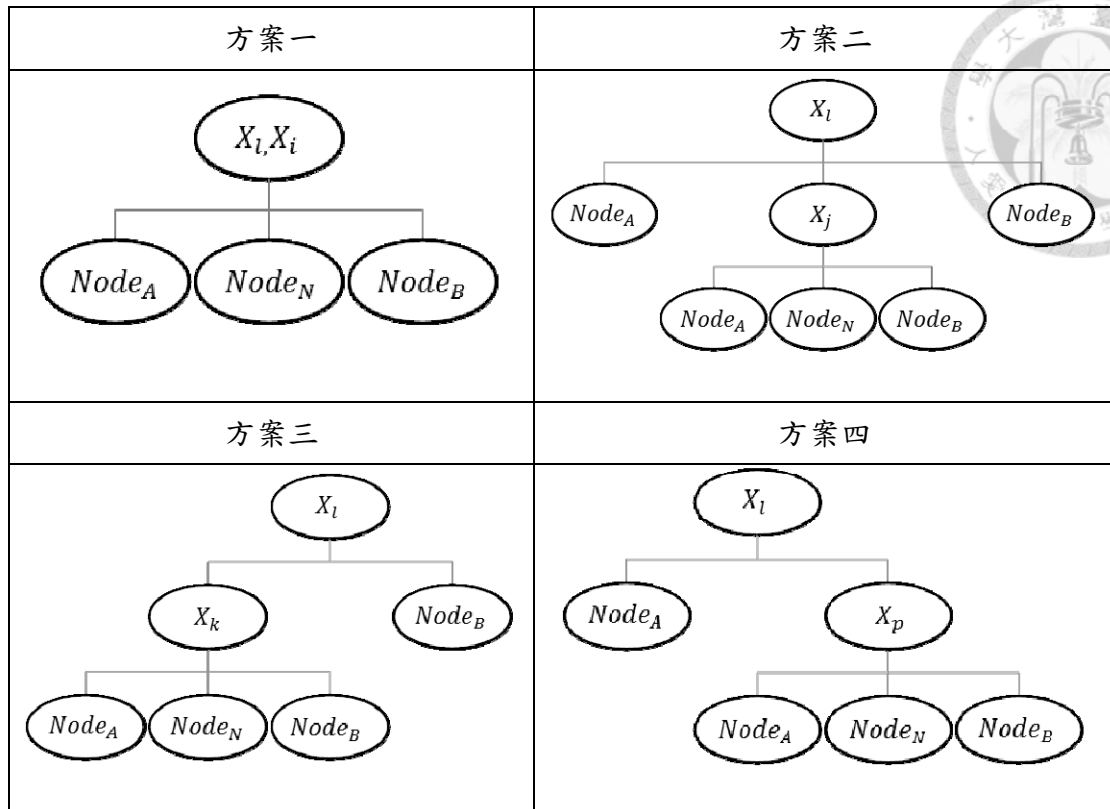 方案一
方案二
X_l,X_i
Node_A Node_N Node_B
X_l
Node_A X_j Node_B
Node_A Node_N Node_B
方案三
方案四
X_l
X_k Node_B
Node_A Node_N Node_B
X_l
Node_A X_p
Node_A Node_N Node_B